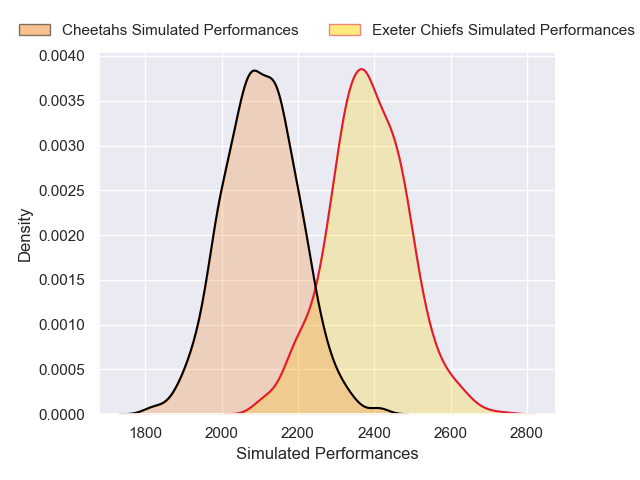 Cheetahs Simulated Performances Exeter Chiefs Simulated Performances
0.0040
0.0035
0.0030
0.0025
0.0020
0.0015
0.0010
0.0005
0.0000
Density
1800 2000 2200 2400 2600 2800
Simulated Performances